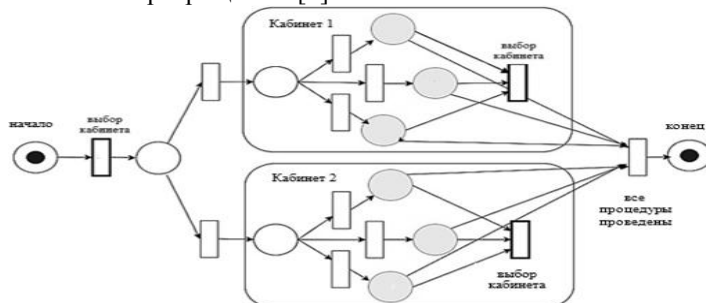 Кабинет 1
выбор
кабинета
начало
выбор
кабинета
конец
Кабинет 2
все
процедуры
проведены
выбор
кабинета